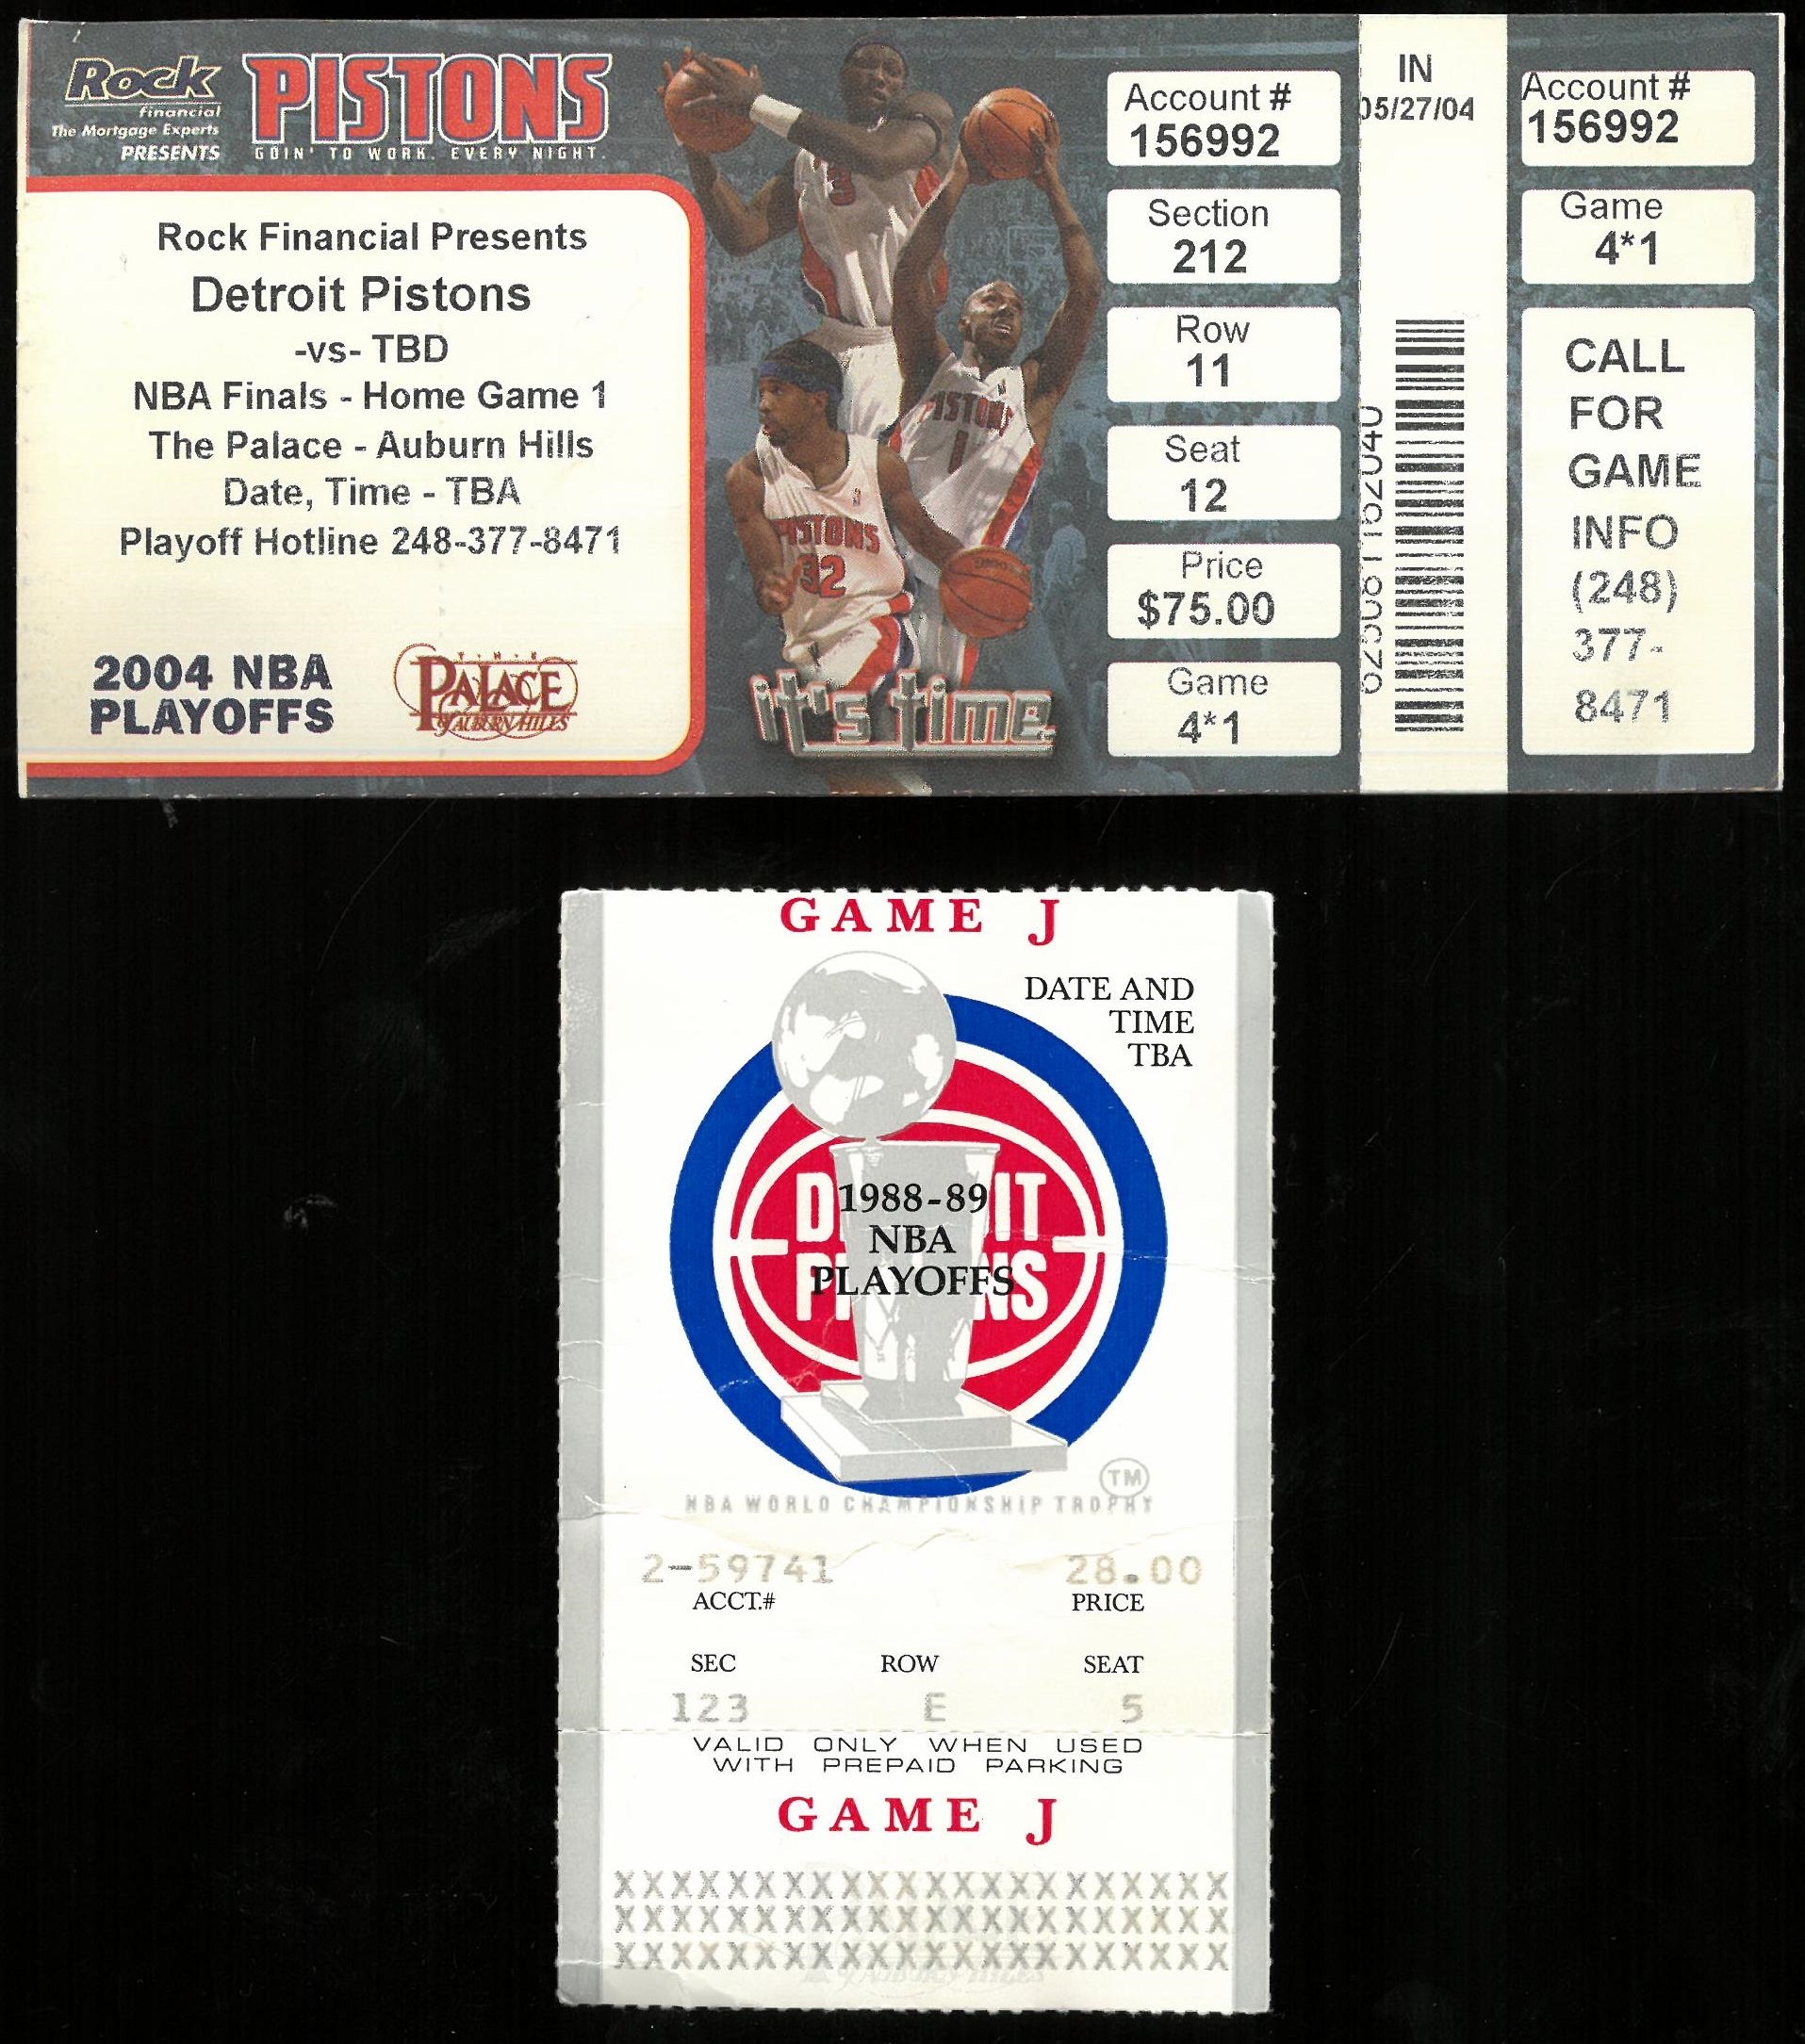 Rock
financial
The Mortgage Experts
PRESENTS
PISTONS
GOIN' TO WORK. EVERY NIGHT.
Rock Financial Presents
Detroit Pistons
-vs- TBD
NBA Finals - Home Game 1
The Palace - Auburn Hills
Date, Time - TBA
Playoff Hotline 248-377-8471
2004 NBA
PLAYOFFS
THE
PALACE
of AUBURN HILLS
3
PISTONS
1
PISTONS
32
it's time
Account #
156992
Section
212
Row
11
Seat
12
Price
$75.00
Game
4*1
IN
05/27/04
Account #
156992
Game
4*1
CALL
FOR
GAME
INFO
(248)
377-
8471
GAME J
DATE AND
TIME
TBA
1988-89
NBA
PLAYOFFS
TM
NBA WORLD CHAMPIONSHIP TROPHY
2-59741 28.00
ACCT.# PRICE
SEC ROW SEAT
123 E 5
VALID ONLY WHEN USED
WITH PREPAID PARKING
GAME J
XXXXXXXXXXXXXXXXXXXXXX
XXXXXXXXXXXXXXXXXXXXXX
XXXXXXXXXXXXXXXXXXXXXX